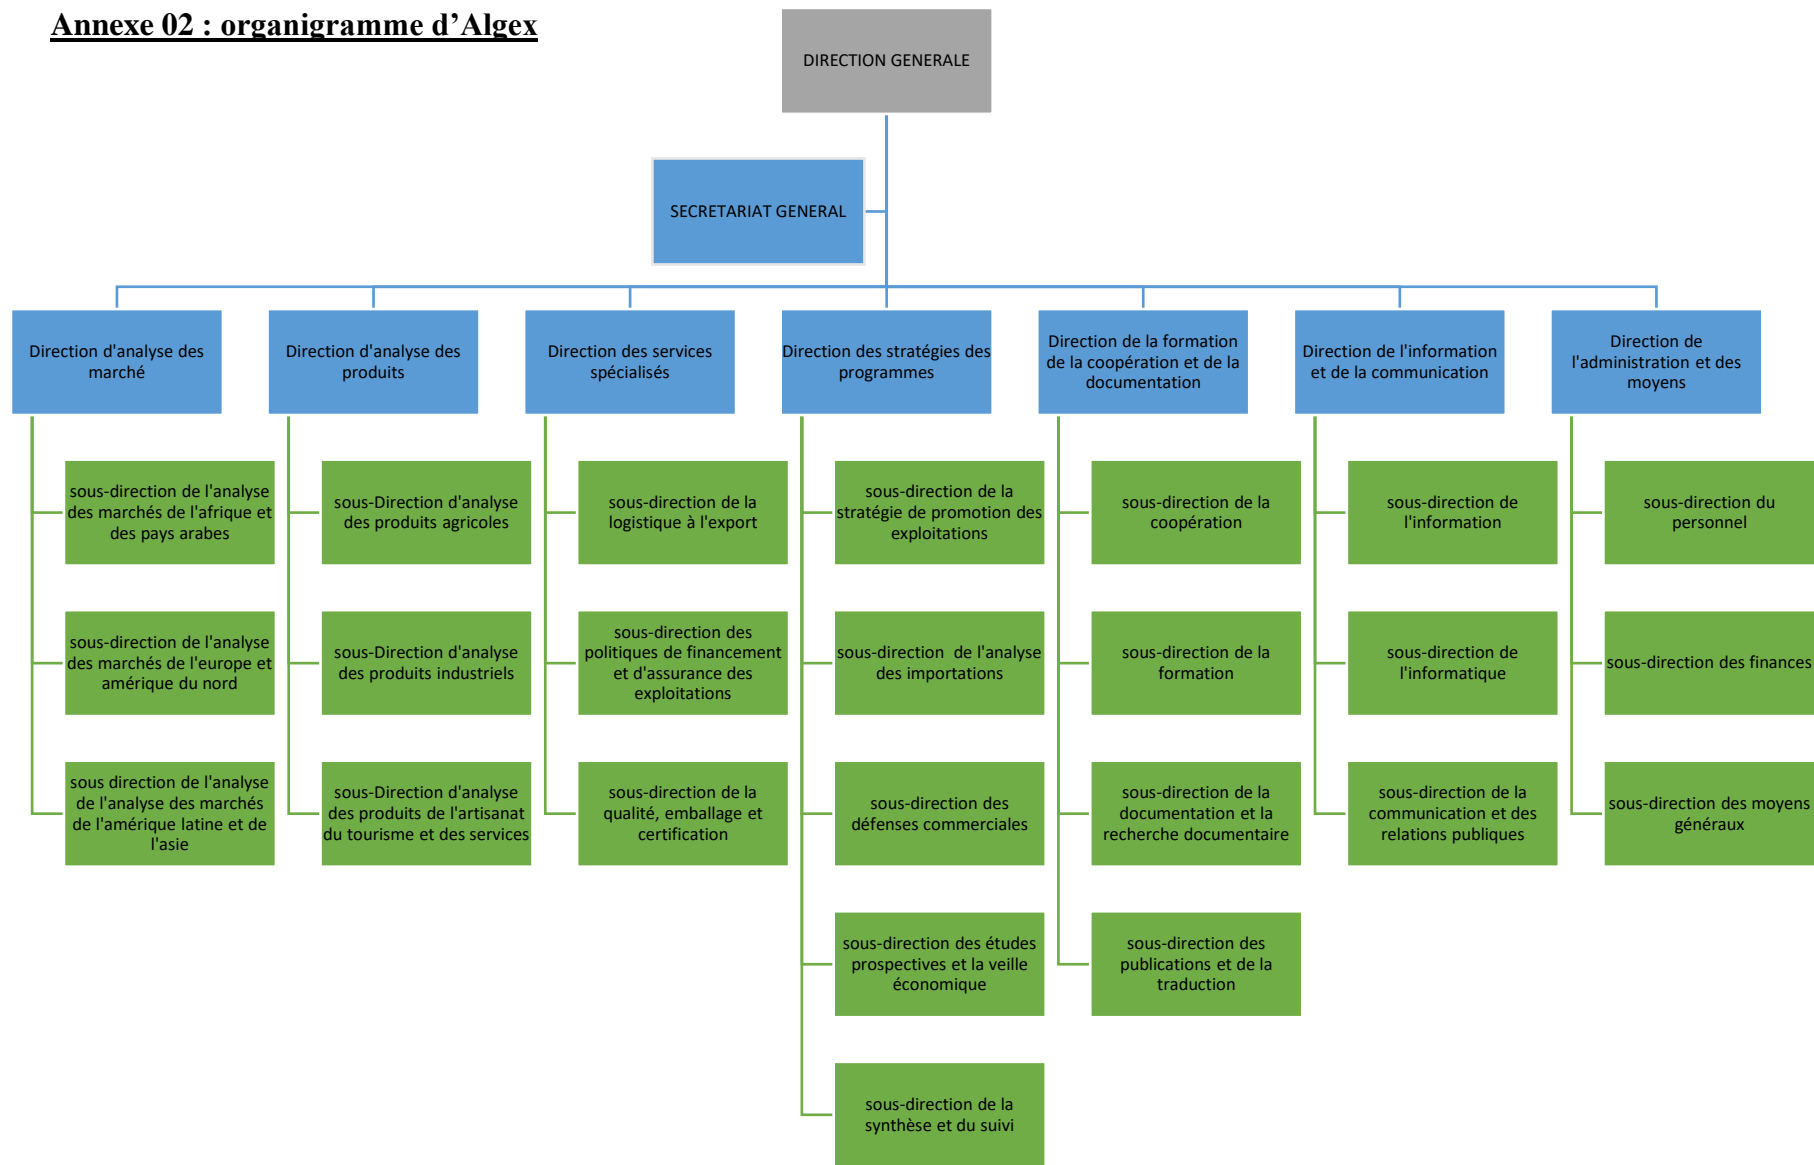 Annexe 02 : organigramme d'Algex
DIRECTION GENERALE
SECRETARIAT GENERAL
Direction d'analyse des
marché
Direction d'analyse des
produits
Direction des services
spécialisés
Direction des stratégies des
programmes
Direction de la formation
de la coopération et de la
documentation
Direction de l'information
et de la communication
Direction de
l'administration et des
moyens
sous-direction de l'analyse
des marchés de l'afrique et
des pays arabes
sous-direction de l'analyse
des marchés de l'europe et
amérique du nord
sous direction de l'analyse
de l'analyse des marchés
de l'amérique latine et de
l'asie
sous-Direction d'analyse
des produits agricoles
sous-Direction d'analyse
des produits industriels
sous-Direction d'analyse
des produits de l'artisanat
du tourisme et des services
sous-direction de la
logistique à l'export
sous-direction des
politiques de financement
et d'assurance des
exploitations
sous-direction de la
qualité, emballage et
certification
sous-direction de la
stratégie de promotion des
exploitations
sous-direction  de l'analyse
des importations
sous-direction des
défenses commerciales
sous-direction des études
prospectives et la veille
économique
sous-direction de la
synthèse et du suivi
sous-direction de la
coopération
sous-direction de la
formation
sous-direction de la
documentation et la
recherche documentaire
sous-direction des
publications et de la
traduction
sous-direction de
l'information
sous-direction de
l'informatique
sous-direction de la
communication et des
relations publiques
sous-direction du
personnel
sous-direction des finances
sous-direction des moyens
généraux